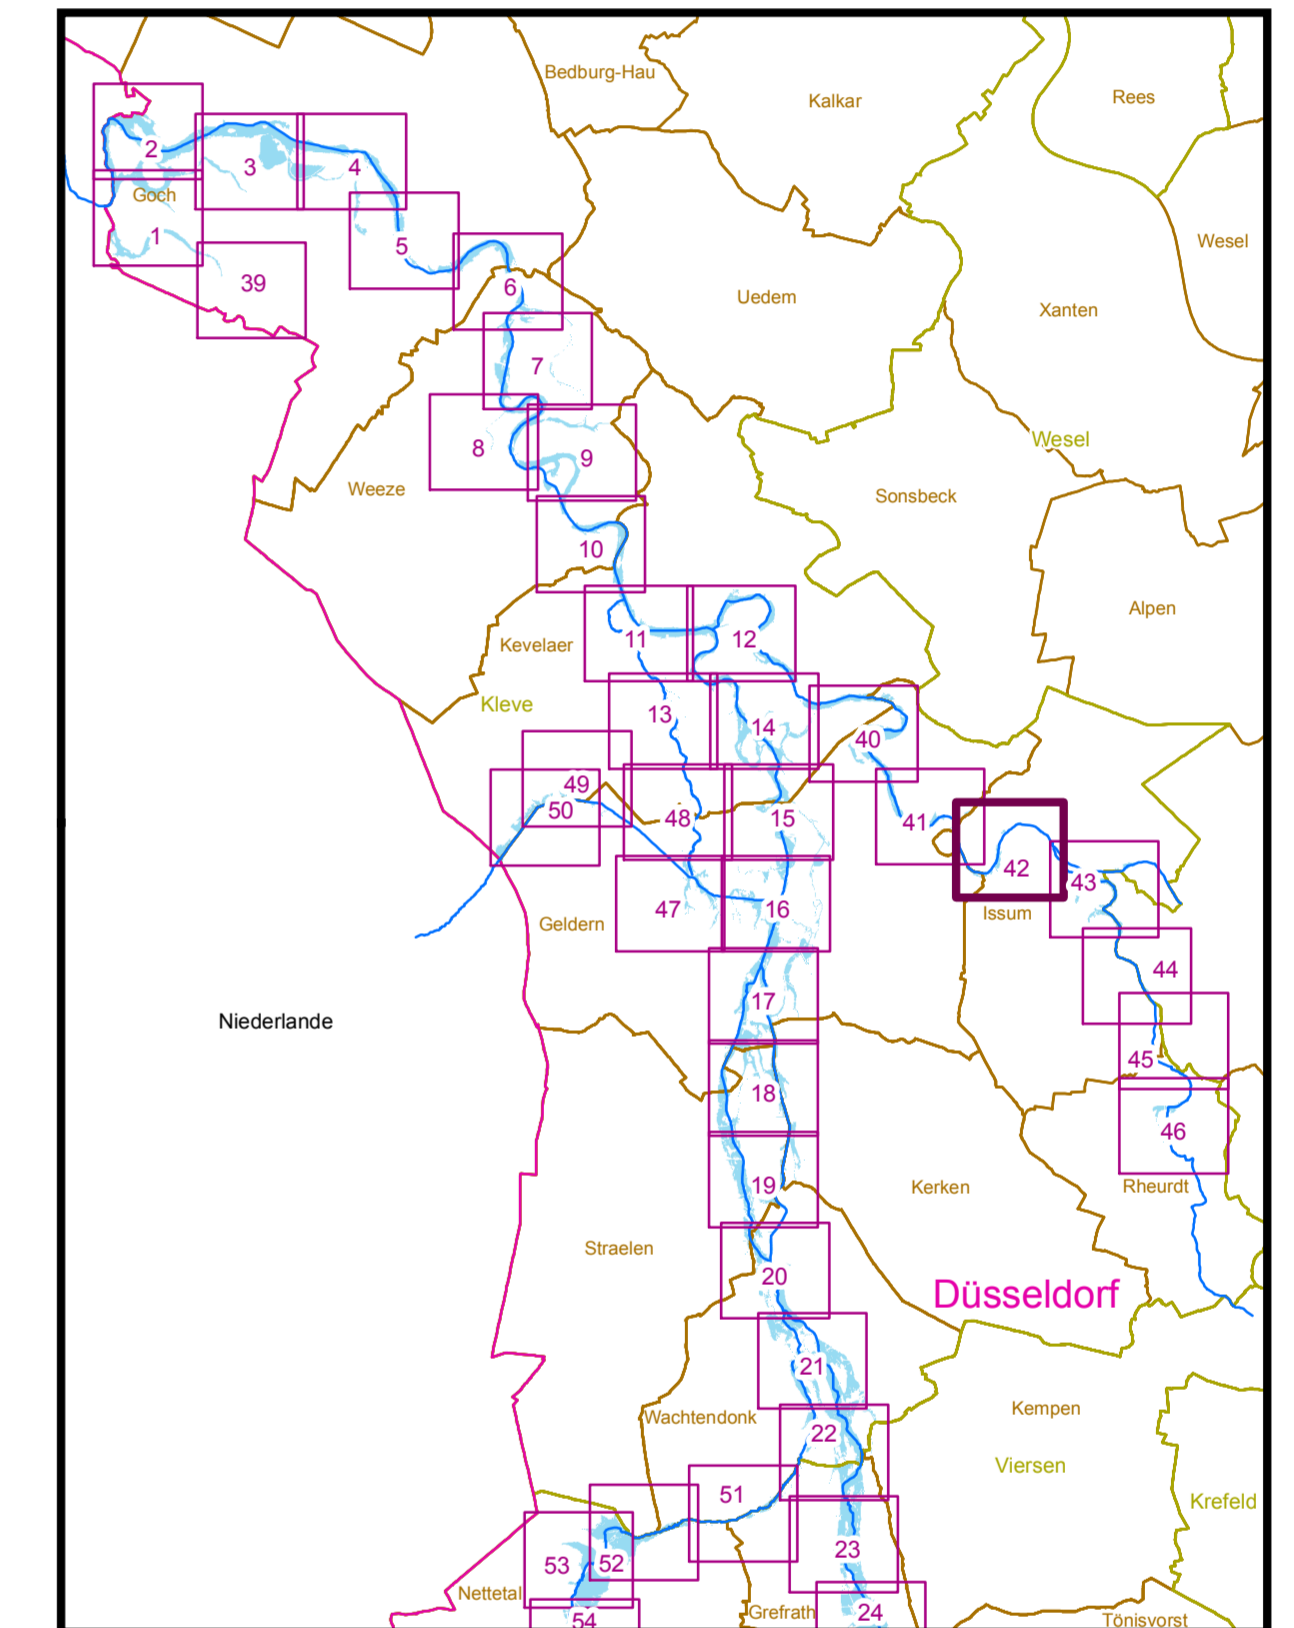 Bedburg-Hau
Kalkar
Rees
2
3
4
Goch
1
5
Wesel
39
6
Uedem
Xanten
7
Wesel
8
9
Weeze
Sonsbeck
10
Alpen
11
12
Kevelaer
Kleve
13
14
40
49
50
48
15
41
42
43
47
16
Issum
Geldern
44
17
Niederlande
45
18
46
19
Kerken
Rheurdt
Straelen
20
Düsseldorf
21
Kempen
Wachtendonk
22
Viersen
51
Krefeld
23
53
52
Nettetal
24
Grefrath
54
Tönisvorst